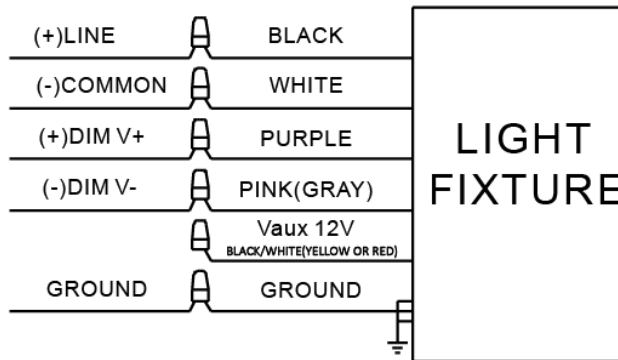 (+)LINE BLACK
(-)COMMON WHITE
(+)DIM V+ PURPLE
(-)DIM V- PINK(GRAY)
Vaux 12V
BLACK/WHITE(YELLOW OR RED)
GROUND GROUND
LIGHT
FIXTURE